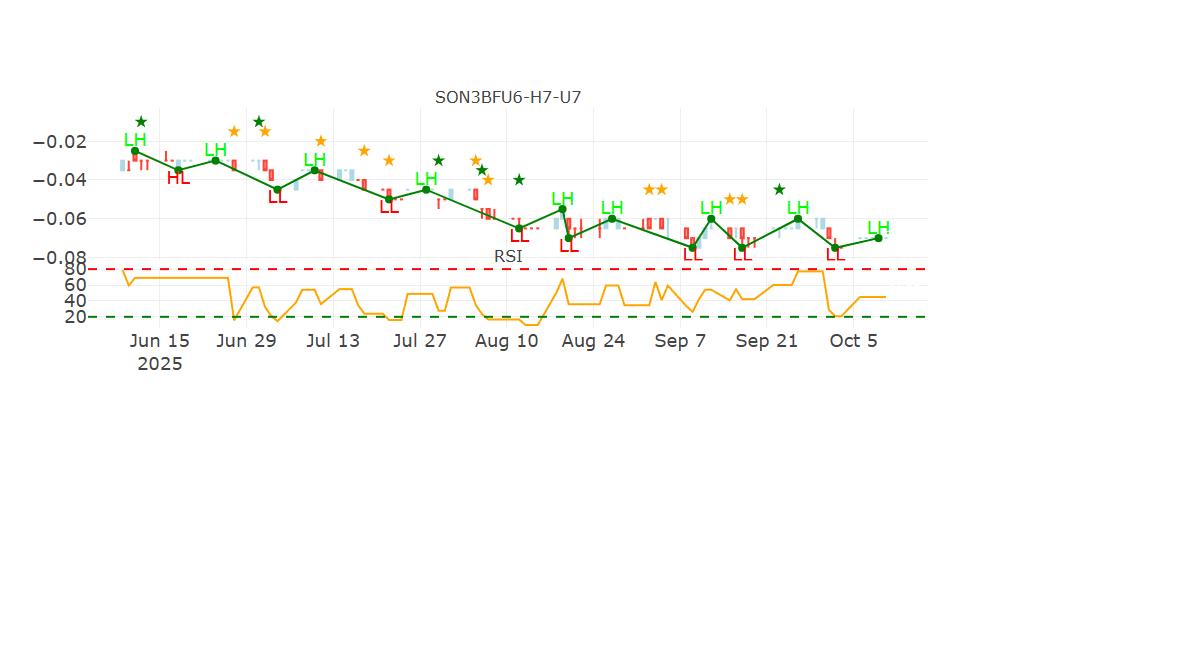 SON3BFU6-H7-U7
−0.02
−0.04
−0.06
−0.08
LH
HL
LH
LL
LH
LL
LH
LL
LH
LL
LH
LL
LH
LL
LH
LL
LH
RSI
80
60
40
20
Jun 15 Jun 29 Jul 13 Jul 27 Aug 10 Aug 24 Sep 7 Sep 21 Oct 5
2025